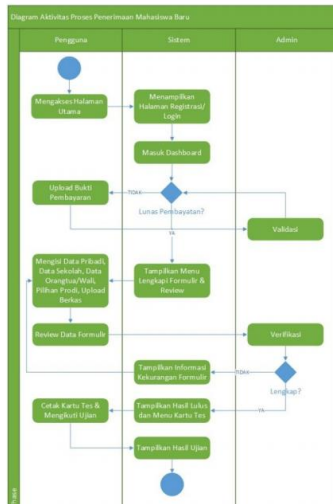 Diagram Aktivitas Proses Penerimaan Mahasiswa Baru
Pengguna
Sistem
Admin
Mengakses Halaman
Utama
Menampilkan
Halaman Registrasi/
Login
Masuk Dashboard
Upload Bukti
Pembayaran
TIDAK
Lunas Pembayatan?
Validasi
YA
Mengisi Data Pribadi,
Data Sekolah, Data
Orangtua/Wali,
Pilihan Prodi, Upload
Berkas
Tampilkan Menu
Lengkapi Formulir &
Review
Review Data Formulir
Verifikasi
Tampilkan Informasi
Kekurangan Formulir
TIDAK
Lengkap?
Cetak Kartu Tes &
Mengikuti Ujian
Tampilkan Hasil Lulus
dan Menu Kartu Tes
YA
Tampilkan Hasil Ujian
Phase